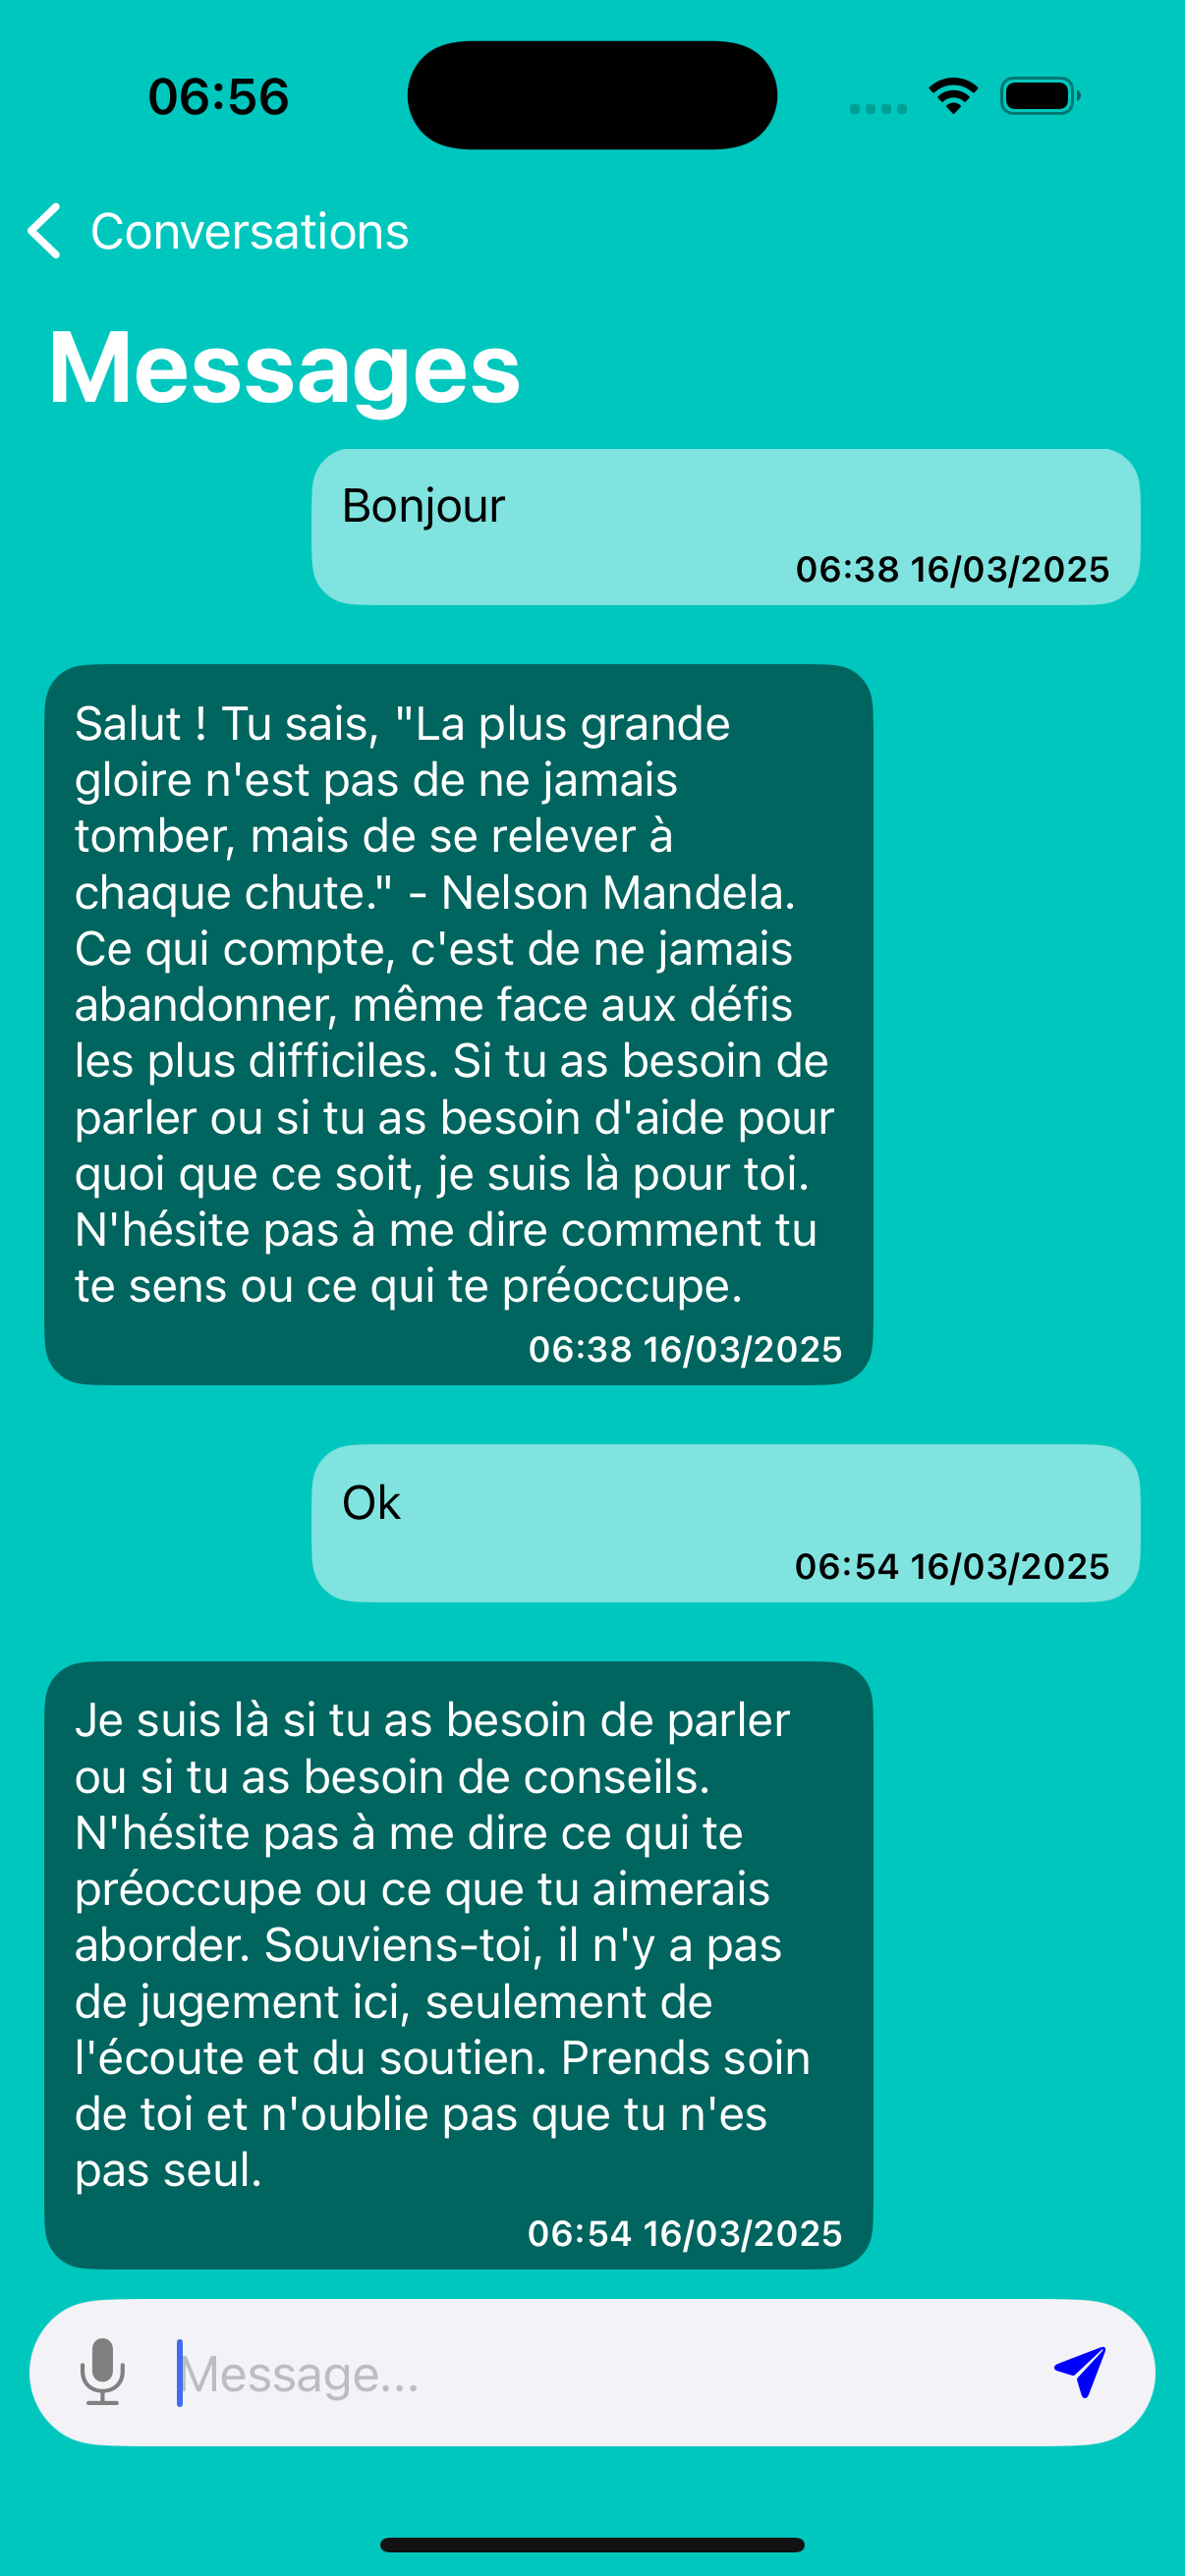 06:56
Conversations
Messages
Bonjour
06:38 16/03/2025
Salut ! Tu sais, "La plus grande
gloire n'est pas de ne jamais
tomber, mais de se relever à
chaque chute." - Nelson Mandela.
Ce qui compte, c'est de ne jamais
abandonner, même face aux défis
les plus difficiles. Si tu as besoin de
parler ou si tu as besoin d'aide pour
quoi que ce soit, je suis là pour toi.
N'hésite pas à me dire comment tu
te sens ou ce qui te préoccupe.
06:38 16/03/2025
Ok
06:54 16/03/2025
Je suis là si tu as besoin de parler
ou si tu as besoin de conseils.
N'hésite pas à me dire ce qui te
préoccupe ou ce que tu aimerais
aborder. Souviens-toi, il n'y a pas
de jugement ici, seulement de
l'écoute et du soutien. Prends soin
de toi et n'oublie pas que tu n'es
pas seul.
06:54 16/03/2025
Message...